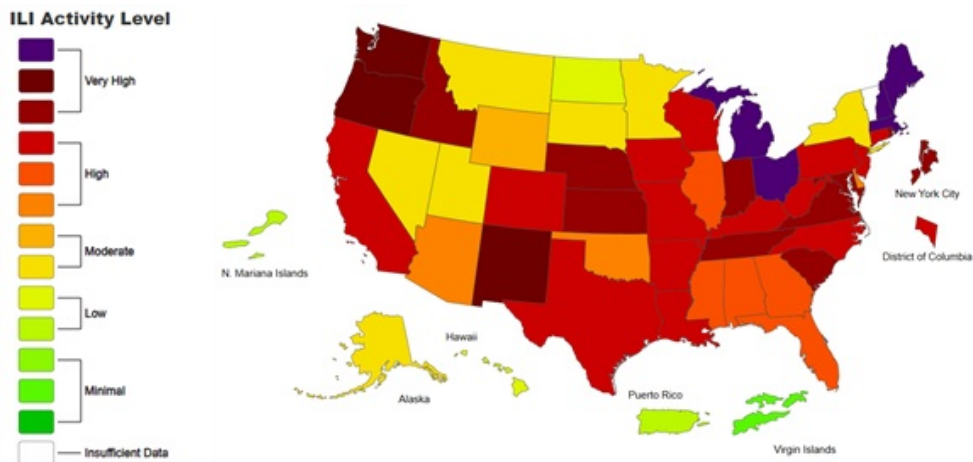 ILI Activity Level
Very High
High
Moderate
Low
Minimal
Insufficient Data
New York City
District of Columbia
N. Mariana Islands
Hawaii
Alaska
Puerto Rico
Virgin Islands